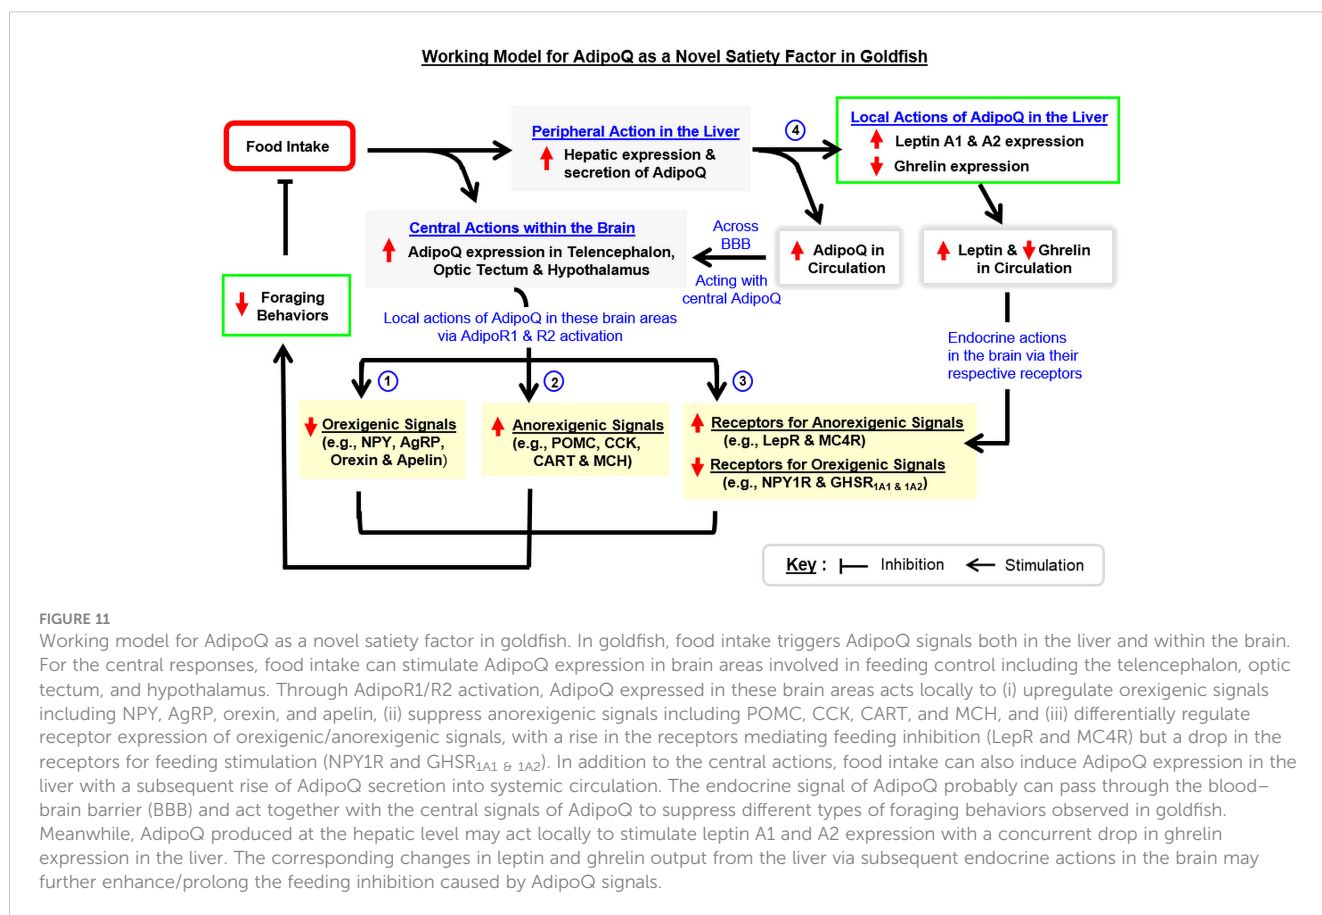 Working Model for AdipoQ as a Novel Satiety Factor in Goldfish
Food Intake
Peripheral Action in the Liver
Hepatic expression &
secretion of AdipoQ
4
Local Actions of AdipoQ in the Liver
Leptin A1 & A2 expression
Ghrelin expression
Central Actions within the Brain
AdipoQ expression in Telencephalon,
Optic Tectum & Hypothalamus
Across
BBB
Acting with
central AdipoQ
AdipoQ in
Circulation
Leptin & Ghrelin
in Circulation
Foraging
Behaviors
Local actions of AdipoQ in these brain areas
via AdipoR1 & R2 activation
Endocrine actions
in the brain via their
respective receptors
1
2
3
Orexigenic Signals
(e.g., NPY, AgRP,
Orexin & Apelin)
Anorexigenic Signals
(e.g., POMC, CCK,
CART & MCH)
Receptors for Anorexigenic Signals
(e.g., LepR & MC4R)
Receptors for Orexigenic Signals
(e.g., NPY1R & GHSR1A1 & 1A2)
Key : Inhibition Stimulation
FIGURE 11
Working model for AdipoQ as a novel satiety factor in goldfish. In goldfish, food intake triggers AdipoQ signals both in the liver and within the brain.
For the central responses, food intake can stimulate AdipoQ expression in brain areas involved in feeding control including the telencephalon, optic
tectum, and hypothalamus. Through AdipoR1/R2 activation, AdipoQ expressed in these brain areas acts locally to (i) upregulate orexigenic signals
including NPY, AgRP, orexin, and apelin, (ii) suppress anorexigenic signals including POMC, CCK, CART, and MCH, and (iii) differentially regulate
receptor expression of orexigenic/anorexigenic signals, with a rise in the receptors mediating feeding inhibition (LepR and MC4R) but a drop in the
receptors for feeding stimulation (NPY1R and GHSR1A1 & 1A2). In addition to the central actions, food intake can also induce AdipoQ expression in the
liver with a subsequent rise of AdipoQ secretion into systemic circulation. The endocrine signal of AdipoQ probably can pass through the blood–
brain barrier (BBB) and act together with the central signals of AdipoQ to suppress different types of foraging behaviors observed in goldfish.
Meanwhile, AdipoQ produced at the hepatic level may act locally to stimulate leptin A1 and A2 expression with a concurrent drop in ghrelin
expression in the liver. The corresponding changes in leptin and ghrelin output from the liver via subsequent endocrine actions in the brain may
further enhance/prolong the feeding inhibition caused by AdipoQ signals.